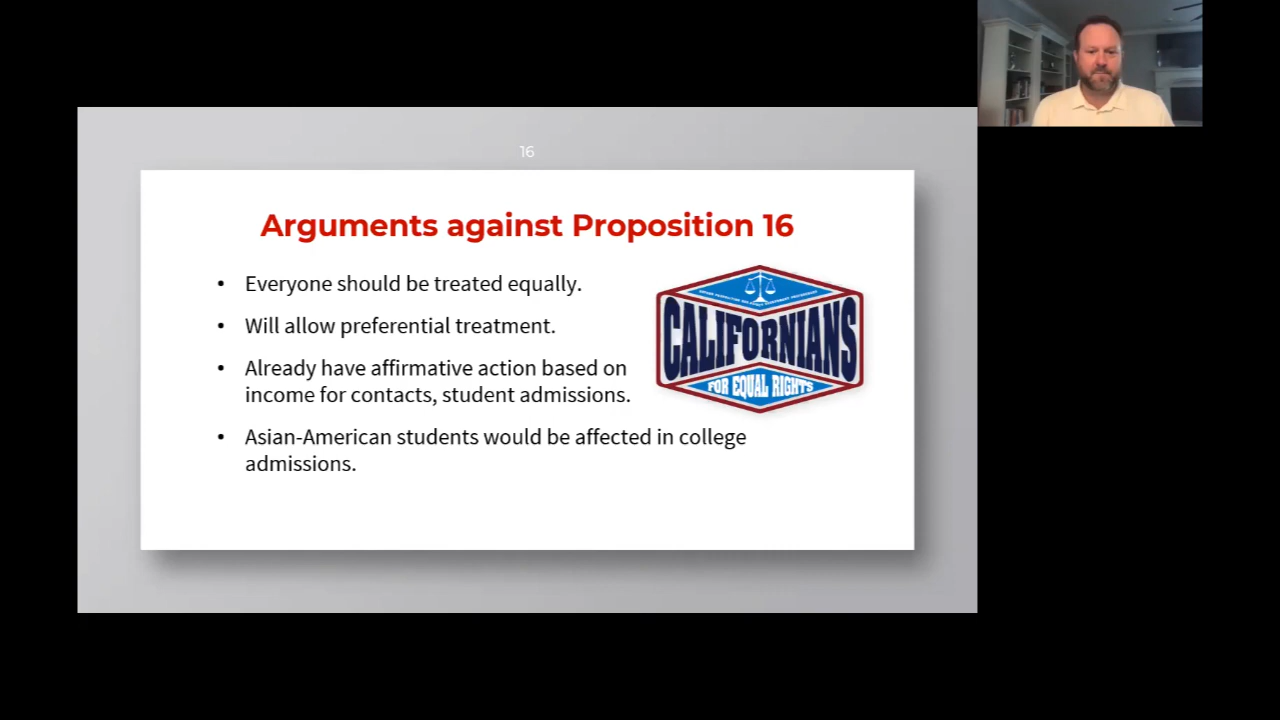 16
Arguments against Proposition 16
• Everyone should be treated equally.
• Will allow preferential treatment.
• Already have affirmative action based on
income for contacts, student admissions.
• Asian-American students would be affected in college
admissions.
CALIFORNIANS
FOR EQUAL RIGHTS